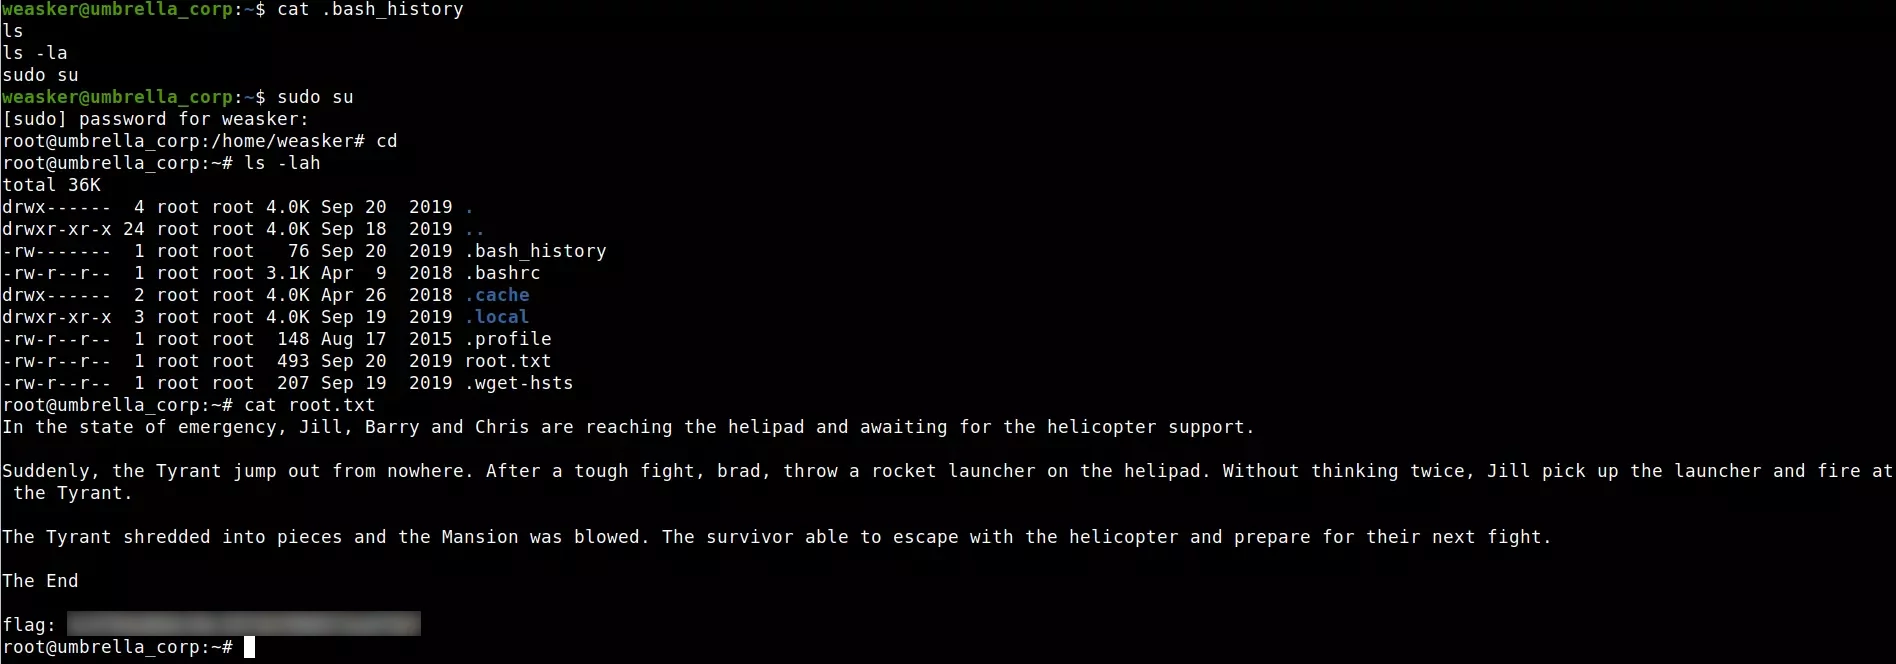 weasker@umbrella_corp:~$ cat .bash_history
ls
ls -la
sudo su
weasker@umbrella_corp:~$ sudo su
[sudo] password for weasker:
root@umbrella_corp:/home/weasker# cd
root@umbrella_corp:~# ls -lah
total 36K
drwx------  4 root root 4.0K Sep 20  2019 .
drwxr-xr-x 24 root root 4.0K Sep 18  2019 ..
-rw-------  1 root root   76 Sep 20  2019 .bash_history
-rw-r--r--  1 root root 3.1K Apr  9  2018 .bashrc
drwx------  2 root root 4.0K Apr 26  2018 .cache
drwxr-xr-x  3 root root 4.0K Sep 19  2019 .local
-rw-r--r--  1 root root  148 Aug 17  2015 .profile
-rw-r--r--  1 root root  493 Sep 20  2019 root.txt
-rw-r--r--  1 root root  207 Sep 19  2019 .wget-hsts
root@umbrella_corp:~# cat root.txt
In the state of emergency, Jill, Barry and Chris are reaching the helipad and awaiting for the helicopter support.
Suddenly, the Tyrant jump out from nowhere. After a tough fight, brad, throw a rocket launcher on the helipad. Without thinking twice, Jill pick up the launcher and fire at
the Tyrant.
The Tyrant shredded into pieces and the Mansion was blowed. The survivor able to escape with the helicopter and prepare for their next fight.
The End
flag:
root@umbrella_corp:~#